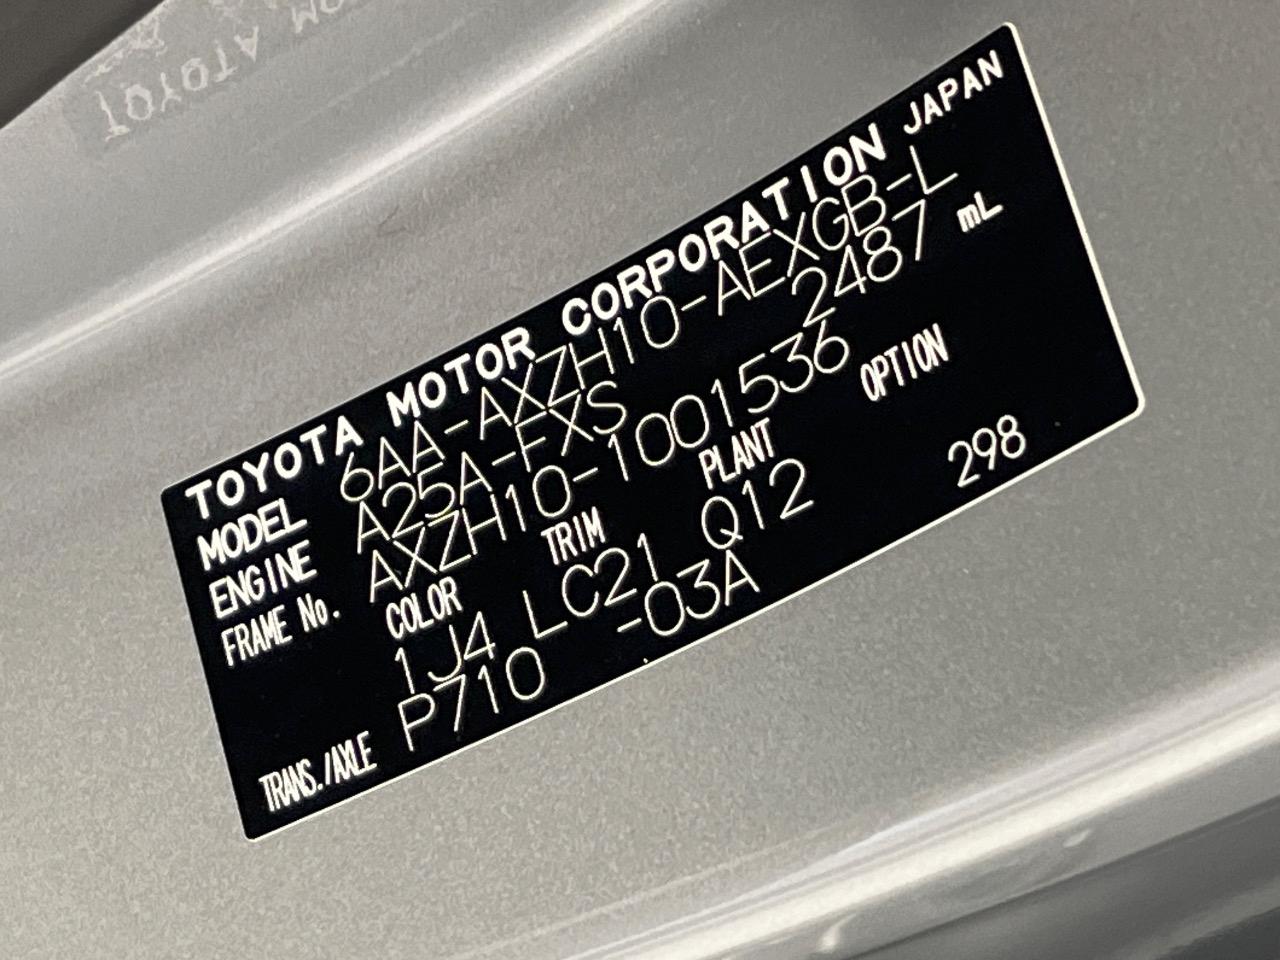 TOYOTA MOTOR CORPORATION JAPAN
MODEL 6AA-AXZH10-AEXGB-L
ENGINE A25A-FXS 2487 mL
FRAME No. AXZH10-1001536
COLOR TRIM PLANT OPTION
1J4 LC21 Q12 298
TRANS./AXLE P710 -03A